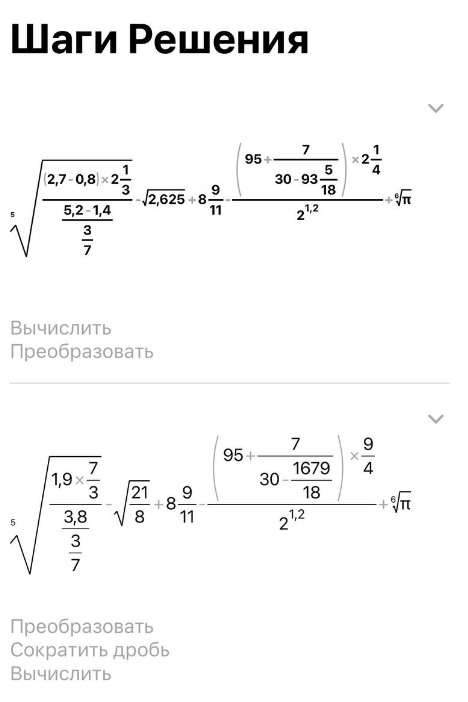 Шаги Решения
⁵√(((2,7-0,8)×2 1/3)/((5,2-1,4)/(3/7))) - √2,625 + 8 9/11 - ((95+7/(30-93 5/18))×2 1/4)/2^1,2 + ⁶√π
Вычислить
Преобразовать
⁵√((1,9×7/3)/(3,8/(3/7))) - √(21/8) + 8 9/11 - ((95+7/(30-1679/18))×9/4)/2^1,2 + ⁶√π
Преобразовать
Сократить дробь
Вычислить